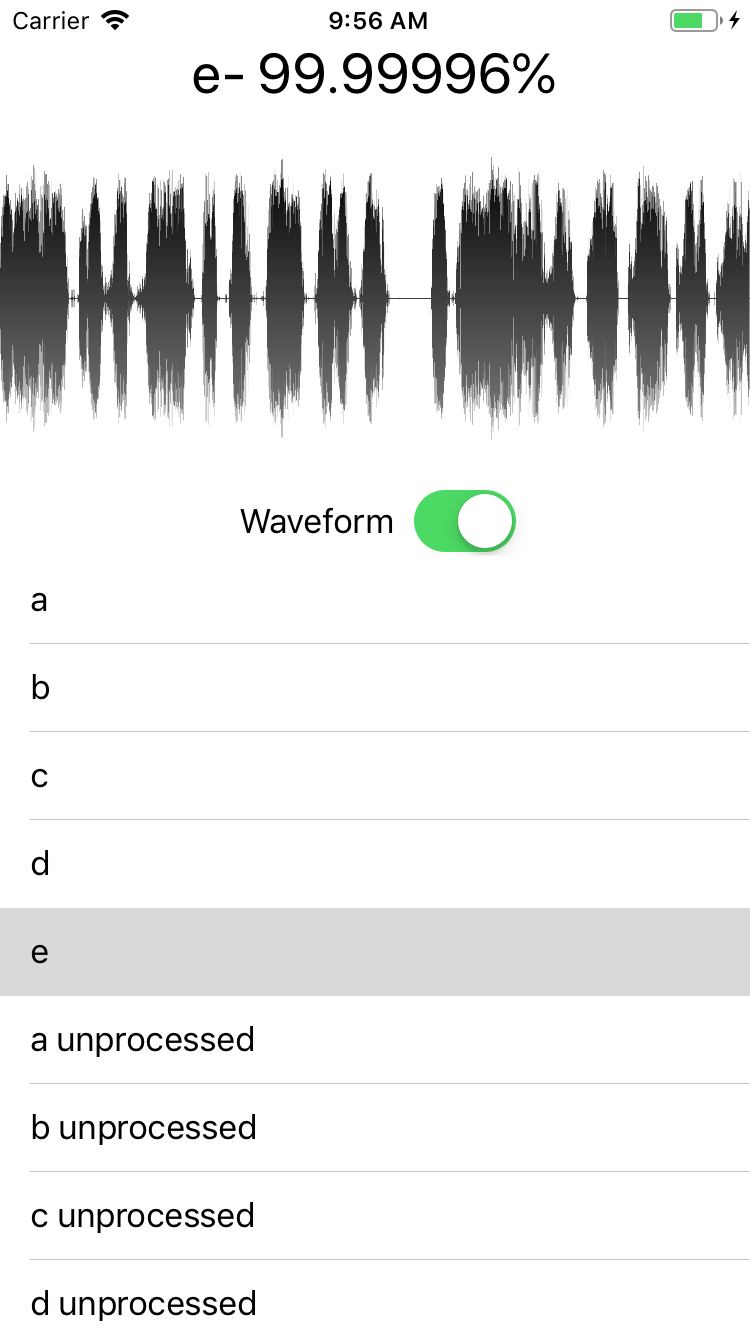 Carrier 9:56 AM
e- 99.99996%
Waveform
a
b
c
d
e
a unprocessed
b unprocessed
c unprocessed
d unprocessed